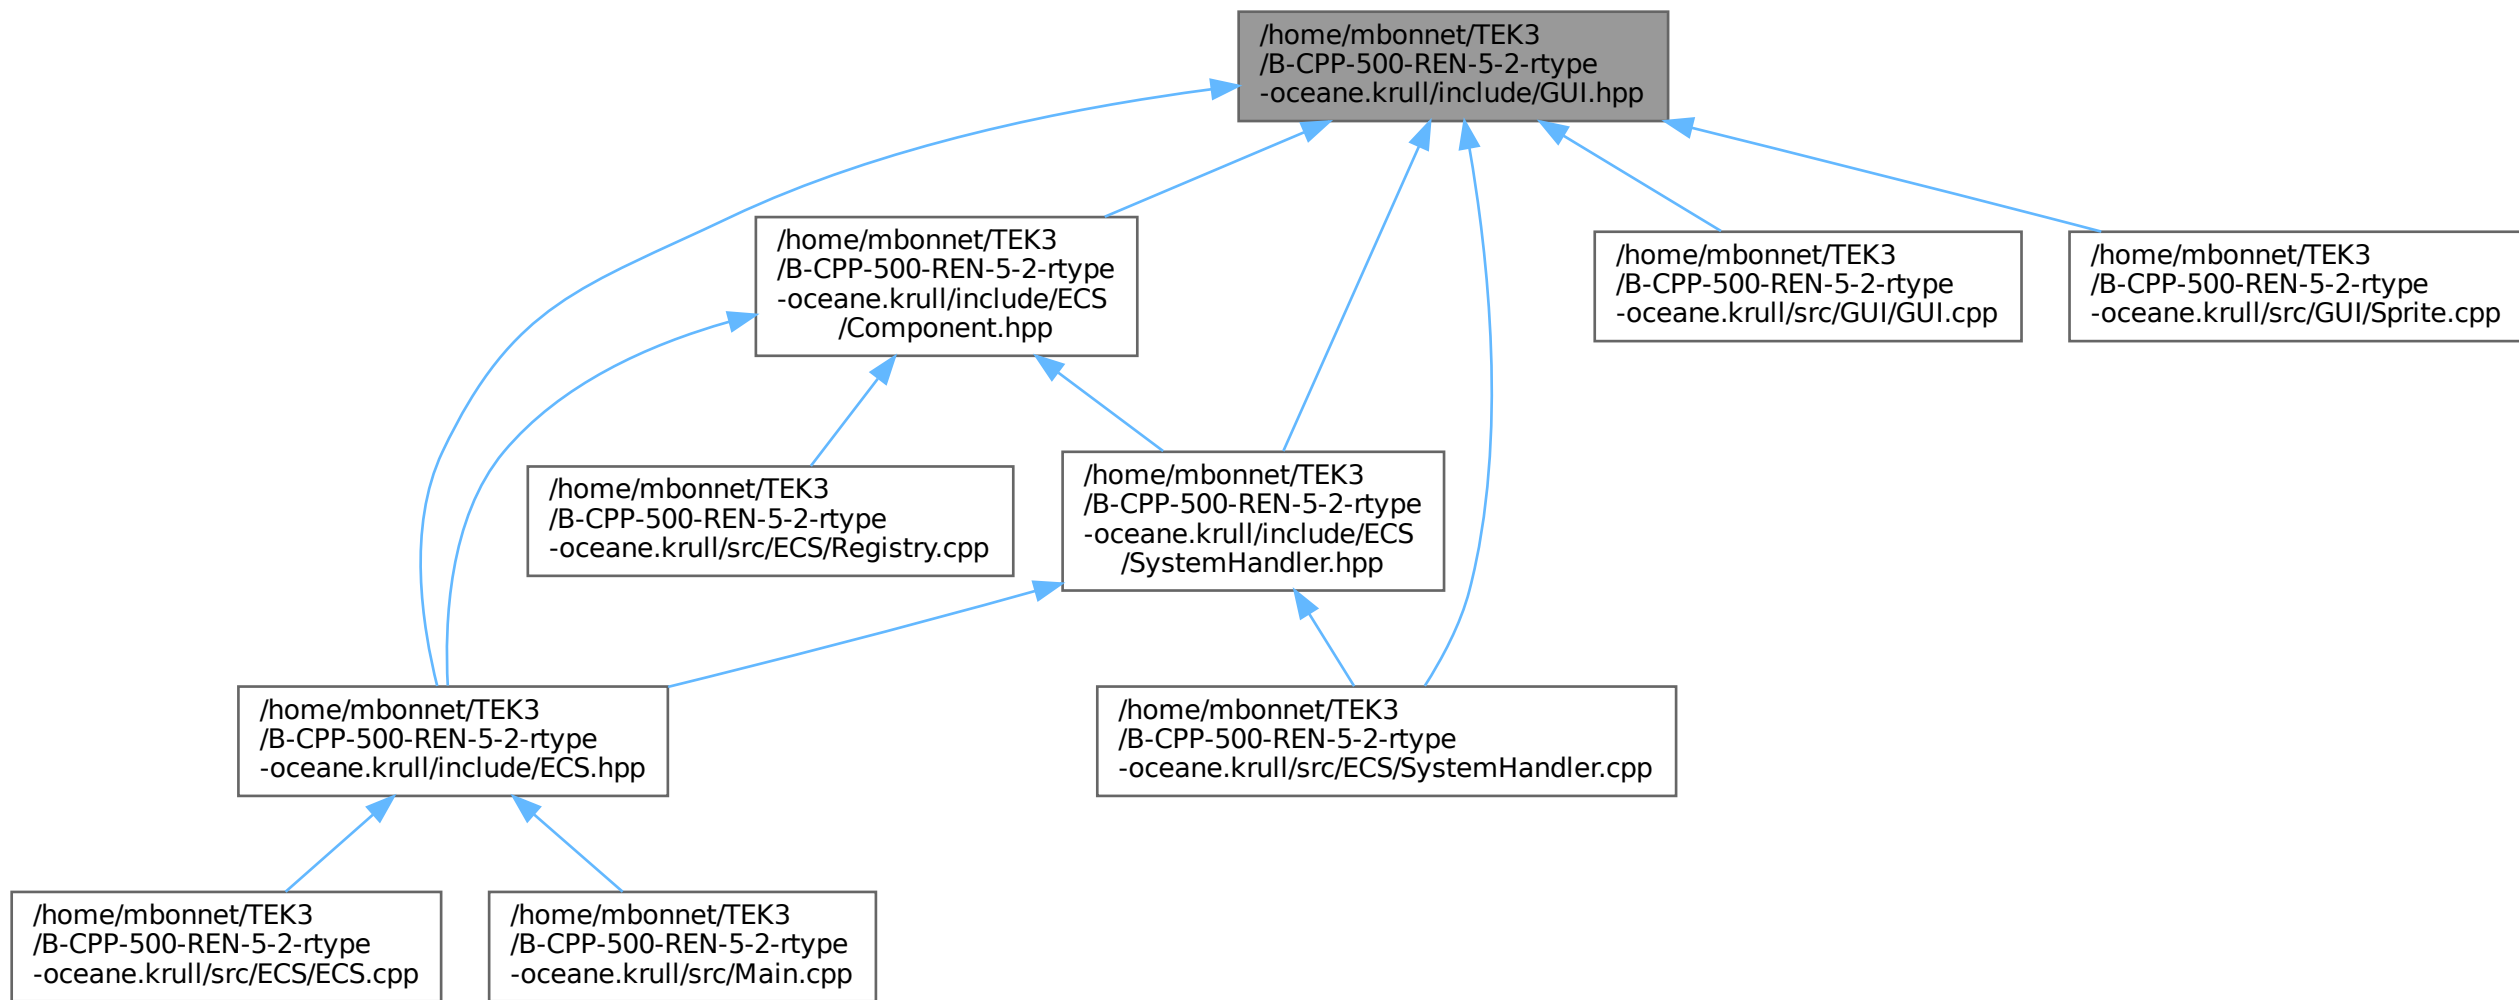 /home/mbonnet/TEK3
/B-CPP-500-REN-5-2-rtype
-oceane.krull/include/GUI.hpp
/home/mbonnet/TEK3
/B-CPP-500-REN-5-2-rtype
-oceane.krull/include/ECS
/Component.hpp
/home/mbonnet/TEK3
/B-CPP-500-REN-5-2-rtype
-oceane.krull/src/GUI/GUI.cpp
/home/mbonnet/TEK3
/B-CPP-500-REN-5-2-rtype
-oceane.krull/src/GUI/Sprite.cpp
/home/mbonnet/TEK3
/B-CPP-500-REN-5-2-rtype
-oceane.krull/src/ECS/Registry.cpp
/home/mbonnet/TEK3
/B-CPP-500-REN-5-2-rtype
-oceane.krull/include/ECS
/SystemHandler.hpp
/home/mbonnet/TEK3
/B-CPP-500-REN-5-2-rtype
-oceane.krull/include/ECS.hpp
/home/mbonnet/TEK3
/B-CPP-500-REN-5-2-rtype
-oceane.krull/src/ECS/SystemHandler.cpp
/home/mbonnet/TEK3
/B-CPP-500-REN-5-2-rtype
-oceane.krull/src/ECS/ECS.cpp
/home/mbonnet/TEK3
/B-CPP-500-REN-5-2-rtype
-oceane.krull/src/Main.cpp